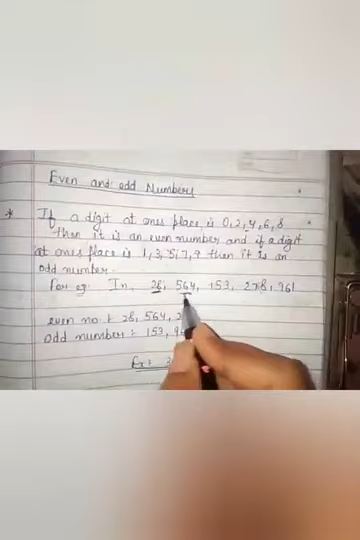 Even and odd Numbers
* If a digit at ones place is 0,2,4,6,8
then it is an even number and if a digit
at ones place is 1,3,5,7,9 then it is an
odd number.
For eg: In, 28, 564, 153, 278, 961
even no: 28, 564,
odd number: 153,